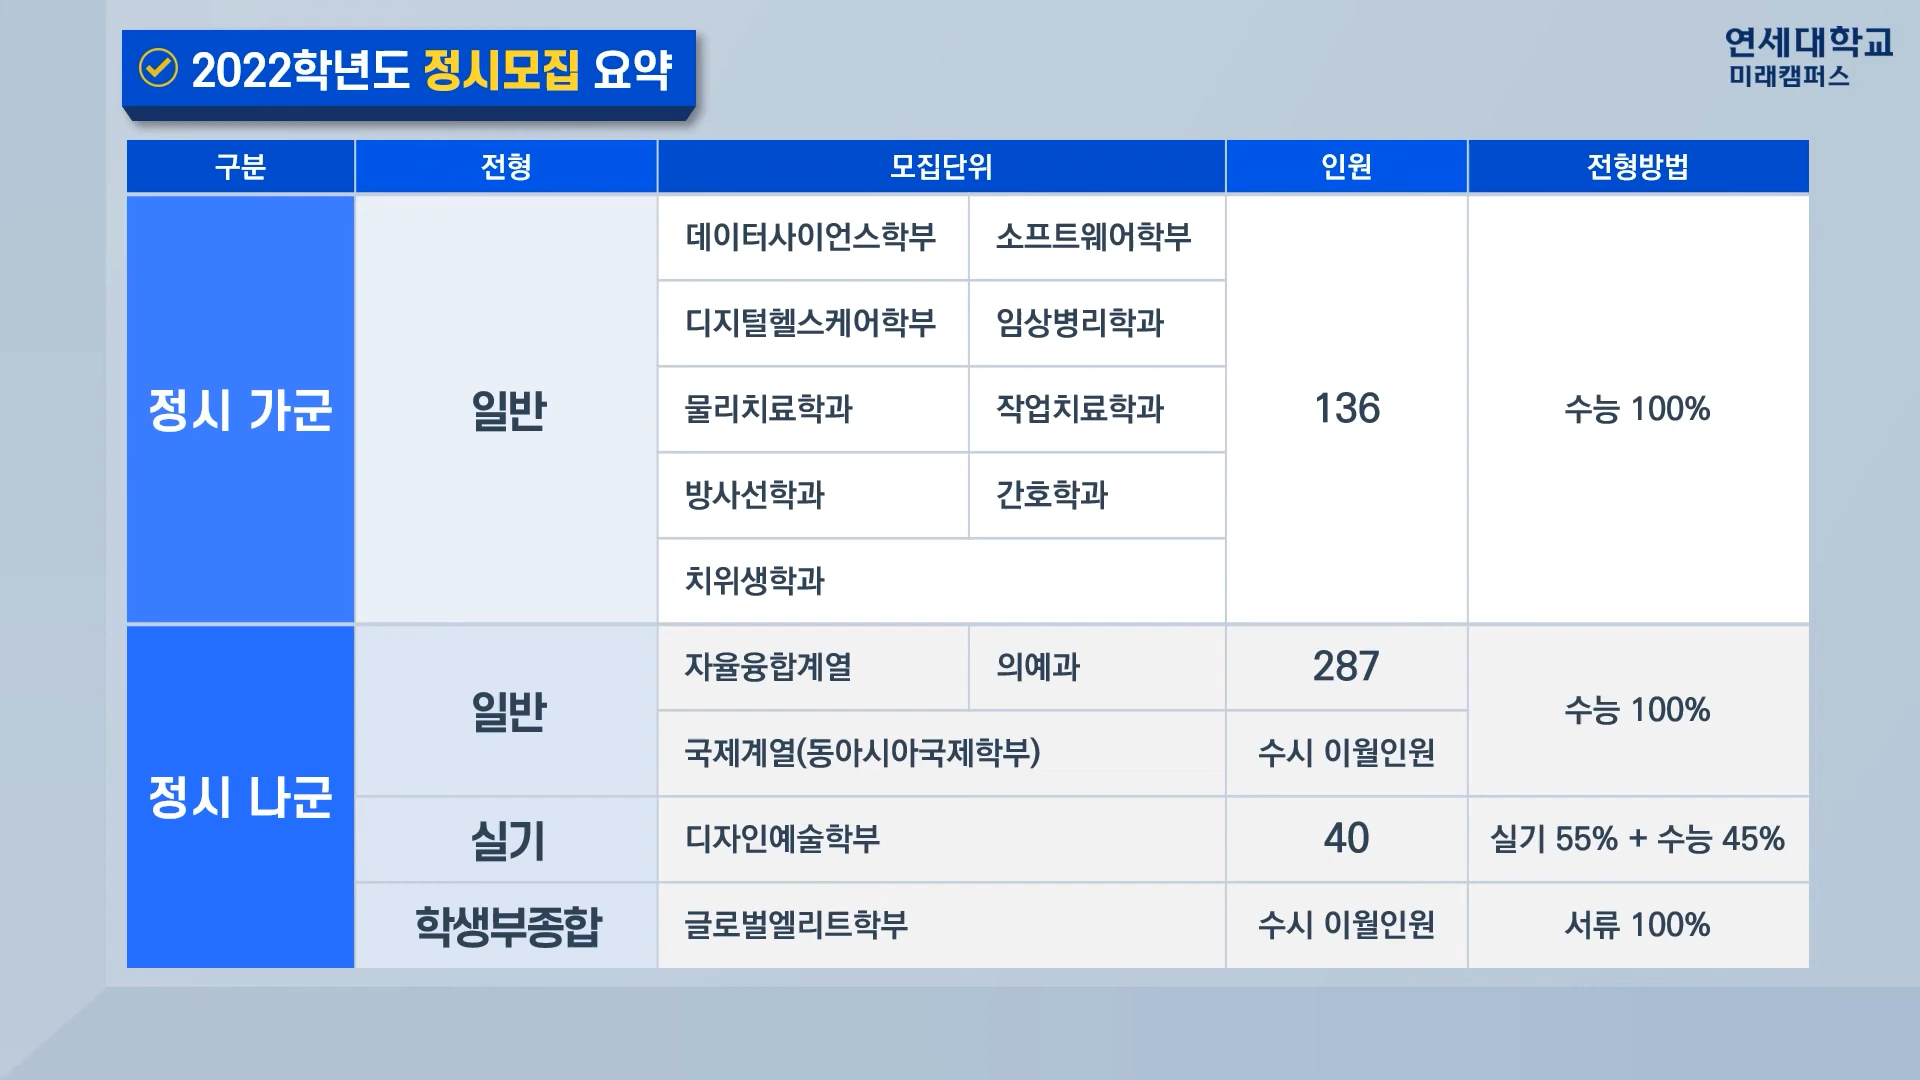 2022학년도 정시모집 요약
연세대학교
미래캠퍼스
구분 전형 모집단위 인원 전형방법
정시 가군 일반 136 수능 100%
데이터사이언스학부 소프트웨어학부
디지털헬스케어학부 임상병리학과
물리치료학과 작업치료학과
방사선학과 간호학과
치위생학과
정시 나군
일반 수능 100%
자율융합계열 의예과 287
국제계열(동아시아국제학부) 수시 이월인원
실기 디자인예술학부 40 실기 55% + 수능 45%
학생부종합 글로벌엘리트학부 수시 이월인원 서류 100%